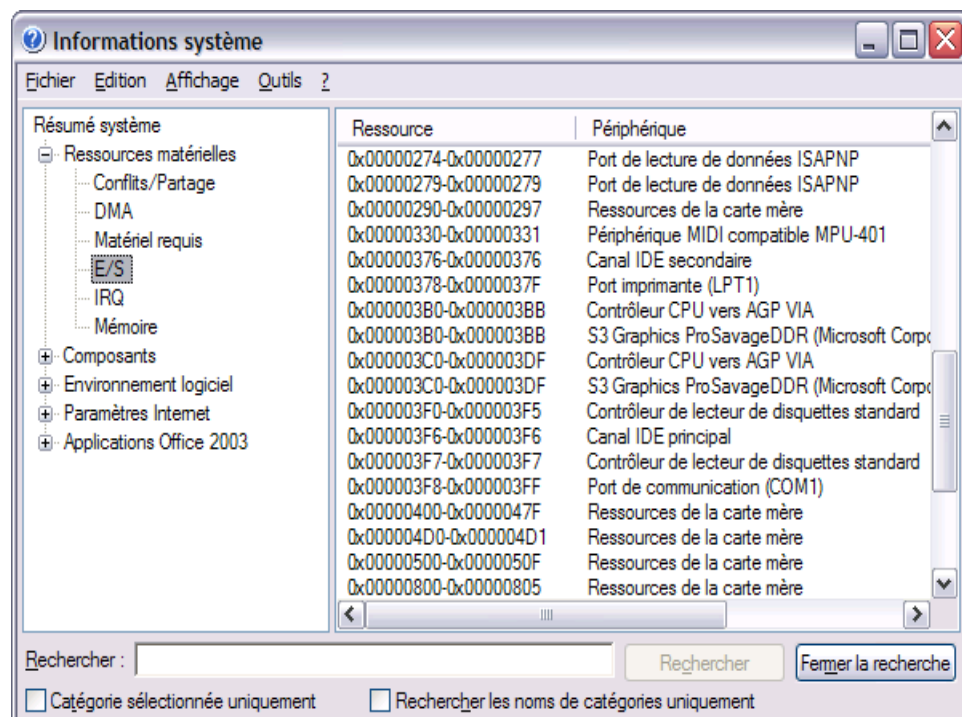 Informations système
Fichier Edition Affichage Outils ?
Résumé système
Ressources matérielles
Conflits/Partage
DMA
Matériel requis
E/S
IRQ
Mémoire
Composants
Environnement logiciel
Paramètres Internet
Applications Office 2003
Ressource Périphérique
0x00000274-0x00000277 Port de lecture de données ISAPNP
0x00000279-0x00000279 Port de lecture de données ISAPNP
0x00000290-0x00000297 Ressources de la carte mère
0x00000330-0x00000331 Périphérique MIDI compatible MPU-401
0x00000376-0x00000376 Canal IDE secondaire
0x00000378-0x0000037F Port imprimante (LPT1)
0x000003B0-0x000003BB Contrôleur CPU vers AGP VIA
0x000003B0-0x000003BB S3 Graphics ProSavageDDR (Microsoft Corpo
0x000003C0-0x000003DF Contrôleur CPU vers AGP VIA
0x000003C0-0x000003DF S3 Graphics ProSavageDDR (Microsoft Corpo
0x000003F0-0x000003F5 Contrôleur de lecteur de disquettes standard
0x000003F6-0x000003F6 Canal IDE principal
0x000003F7-0x000003F7 Contrôleur de lecteur de disquettes standard
0x000003F8-0x000003FF Port de communication (COM1)
0x00000400-0x0000047F Ressources de la carte mère
0x000004D0-0x000004D1 Ressources de la carte mère
0x00000500-0x0000050F Ressources de la carte mère
0x00000800-0x00000805 Ressources de la carte mère
Rechercher : Rechercher Fermer la recherche
Catégorie sélectionnée uniquement Rechercher les noms de catégories uniquement